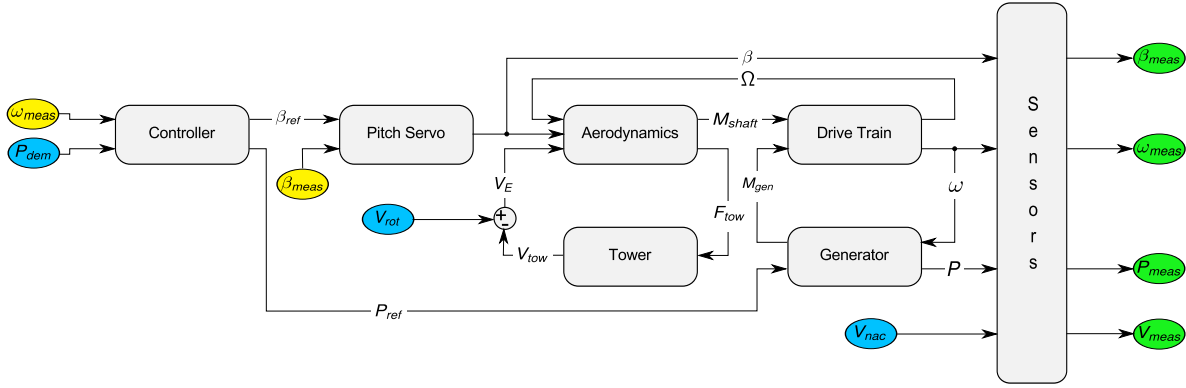 β
β_meas
Ω
ω_meas
P_dem
Controller
β_ref
Pitch Servo
β_meas
Aerodynamics
M_shaft
Drive Train
S
e
n
s
o
r
s
ω_meas
V_E
M_gen
ω
V_rot
+
-
F_tow
V_tow
Tower
Generator
P
P_meas
P_ref
V_nac
V_meas